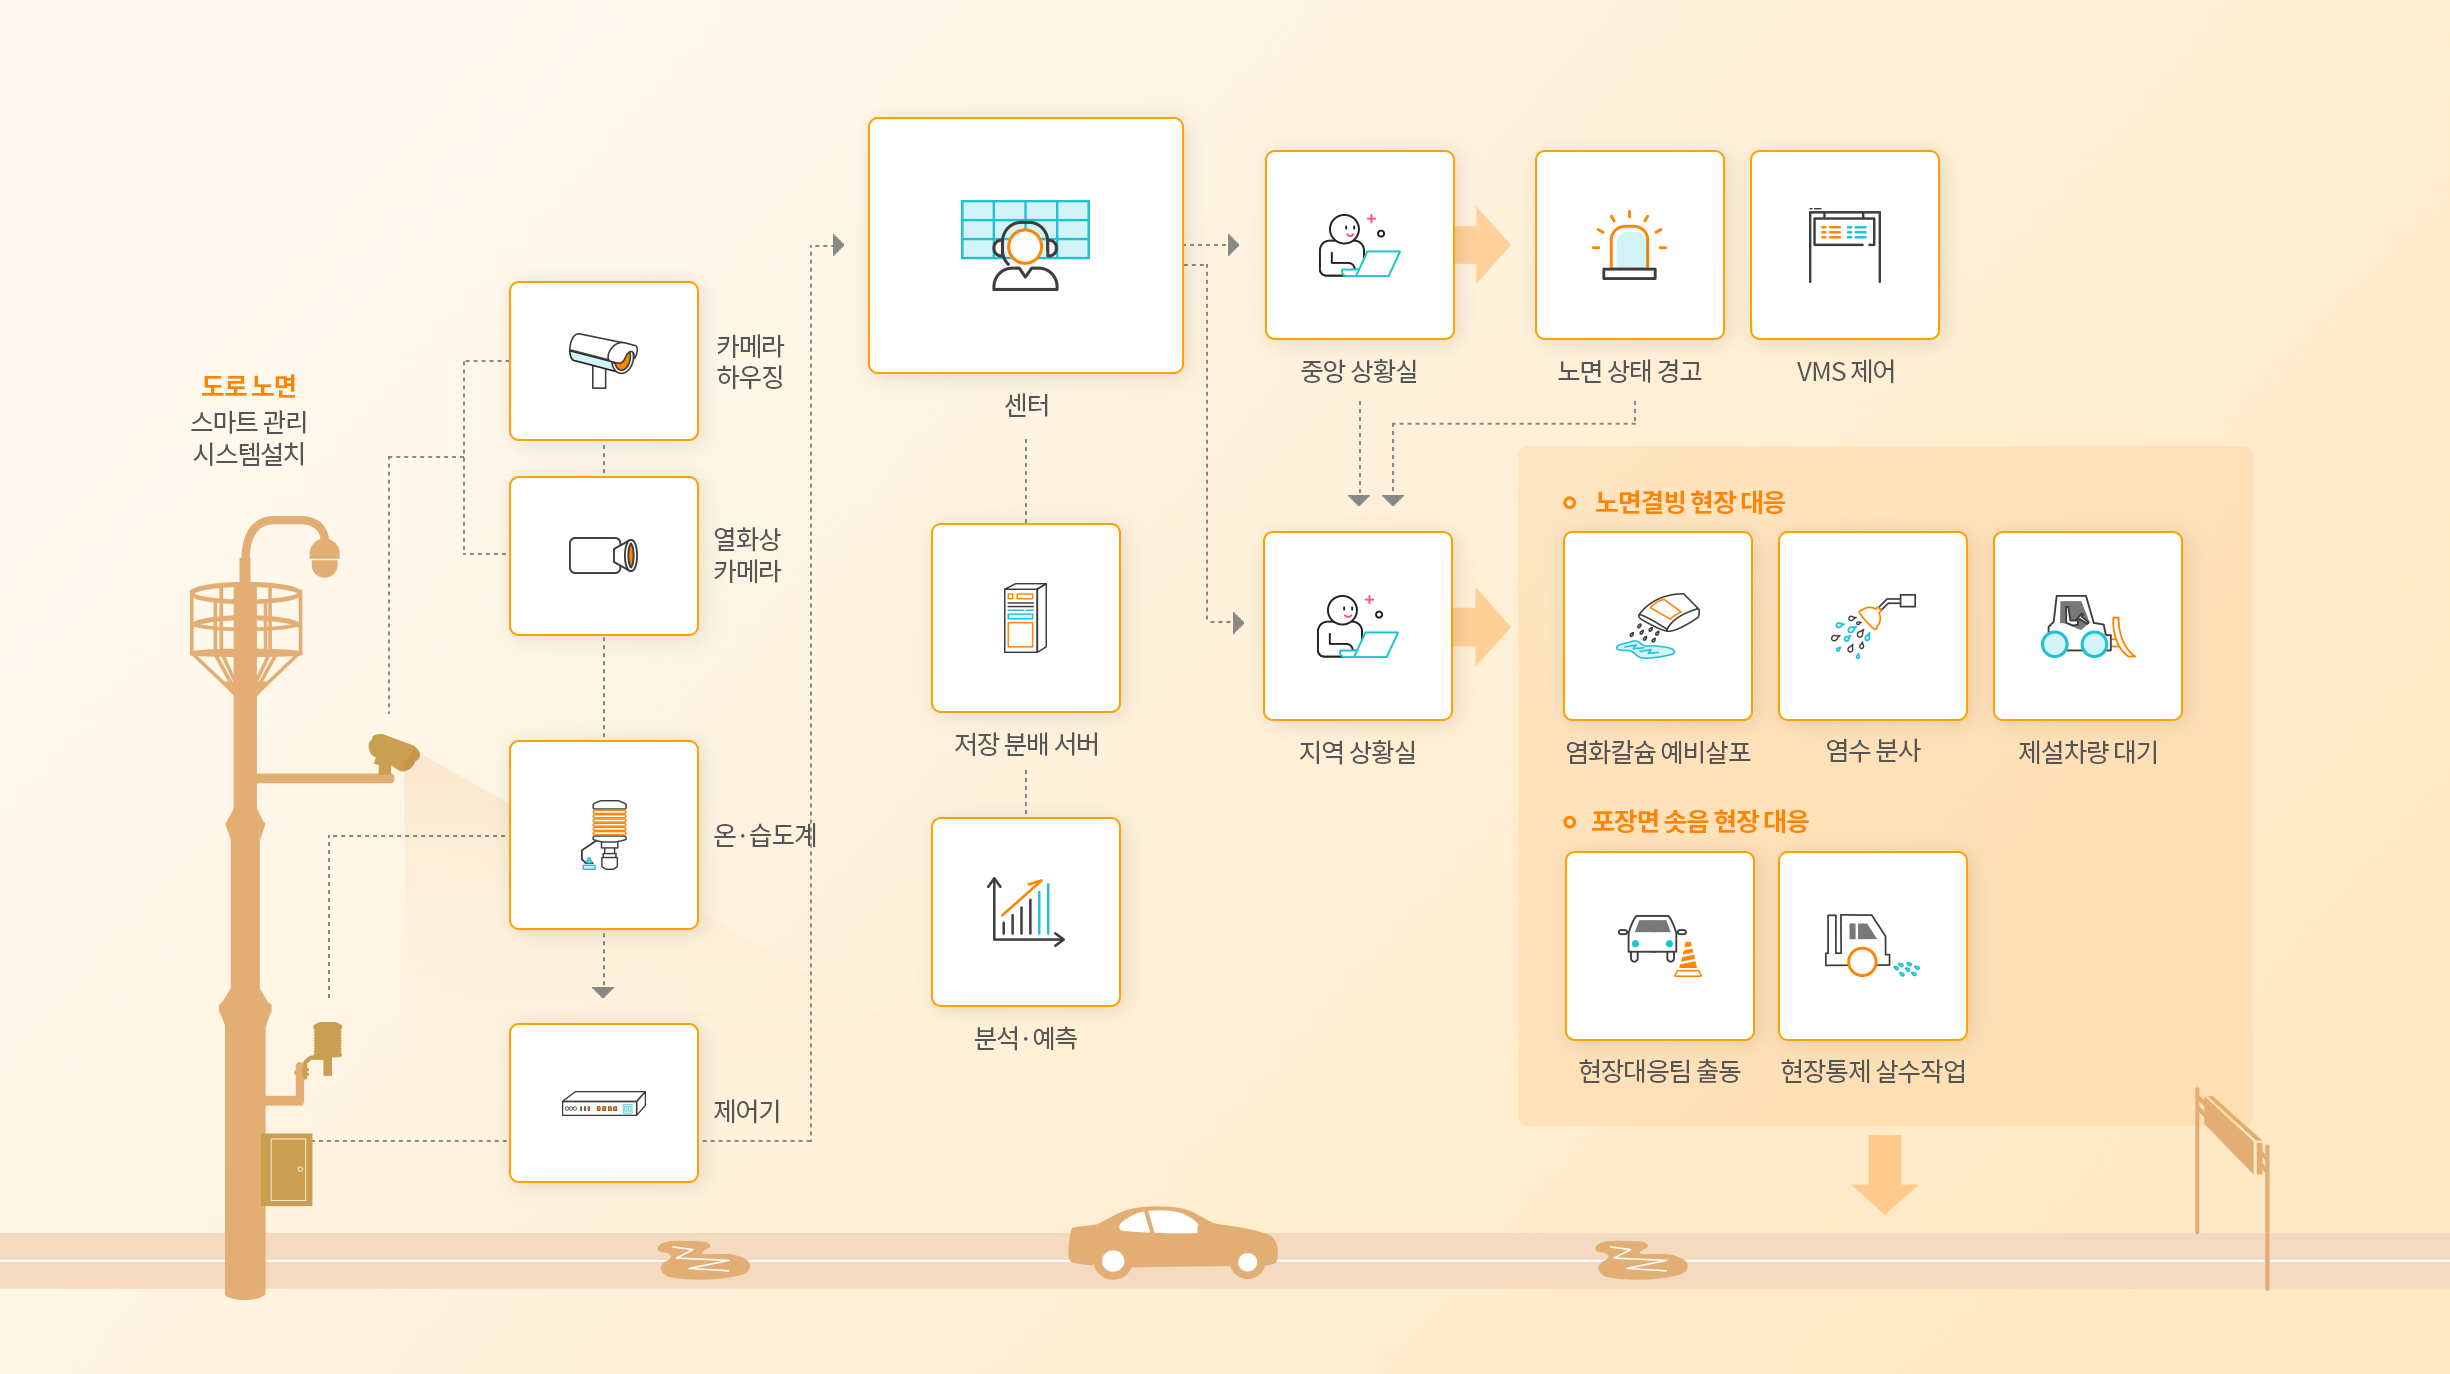 도로 노면
스마트 관리
시스템설치
카메라
하우징
열화상
카메라
온·습도계
제어기
센터
저장 분배 서버
분석·예측
중앙 상황실
노면 상태 경고
VMS 제어
지역 상황실
노면결빙 현장 대응
염화칼슘 예비살포
염수 분사
제설차량 대기
포장면 솟음 현장 대응
현장대응팀 출동
현장통제 살수작업